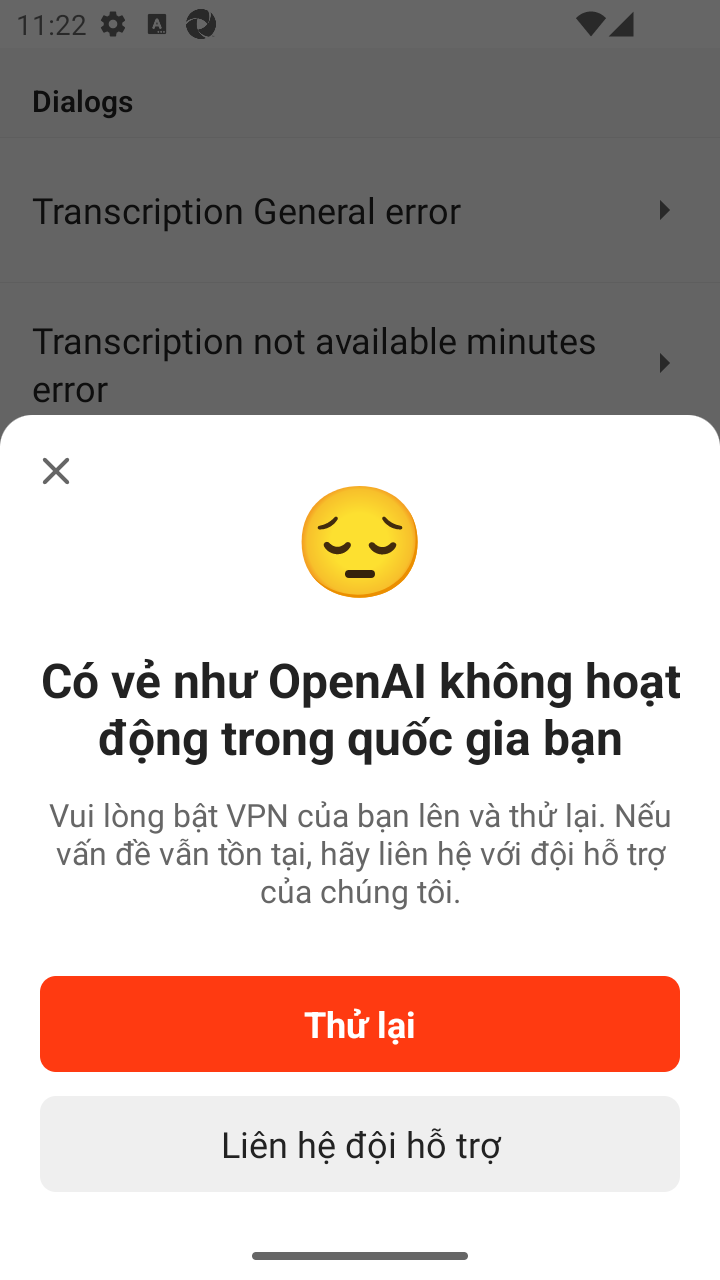 11:22
Dialogs
Transcription General error
Transcription not available minutes
error
Có vẻ như OpenAI không hoạt
động trong quốc gia bạn
Vui lòng bật VPN của bạn lên và thử lại. Nếu
vấn đề vẫn tồn tại, hãy liên hệ với đội hỗ trợ
của chúng tôi.
Thử lại
Liên hệ đội hỗ trợ